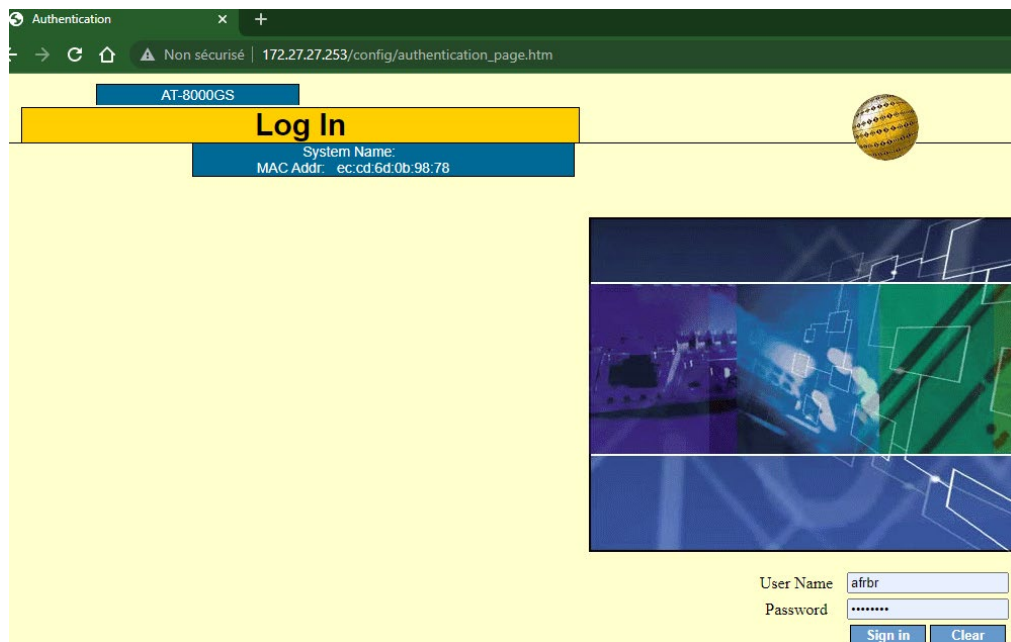 Authentication
Non sécurisé | 172.27.27.253/config/authentication_page.htm
AT-8000GS
Log In
System Name:
MAC Addr: ec:cd:6d:0b:98:78
User Name afrbr
Password ••••••••
Sign in Clear